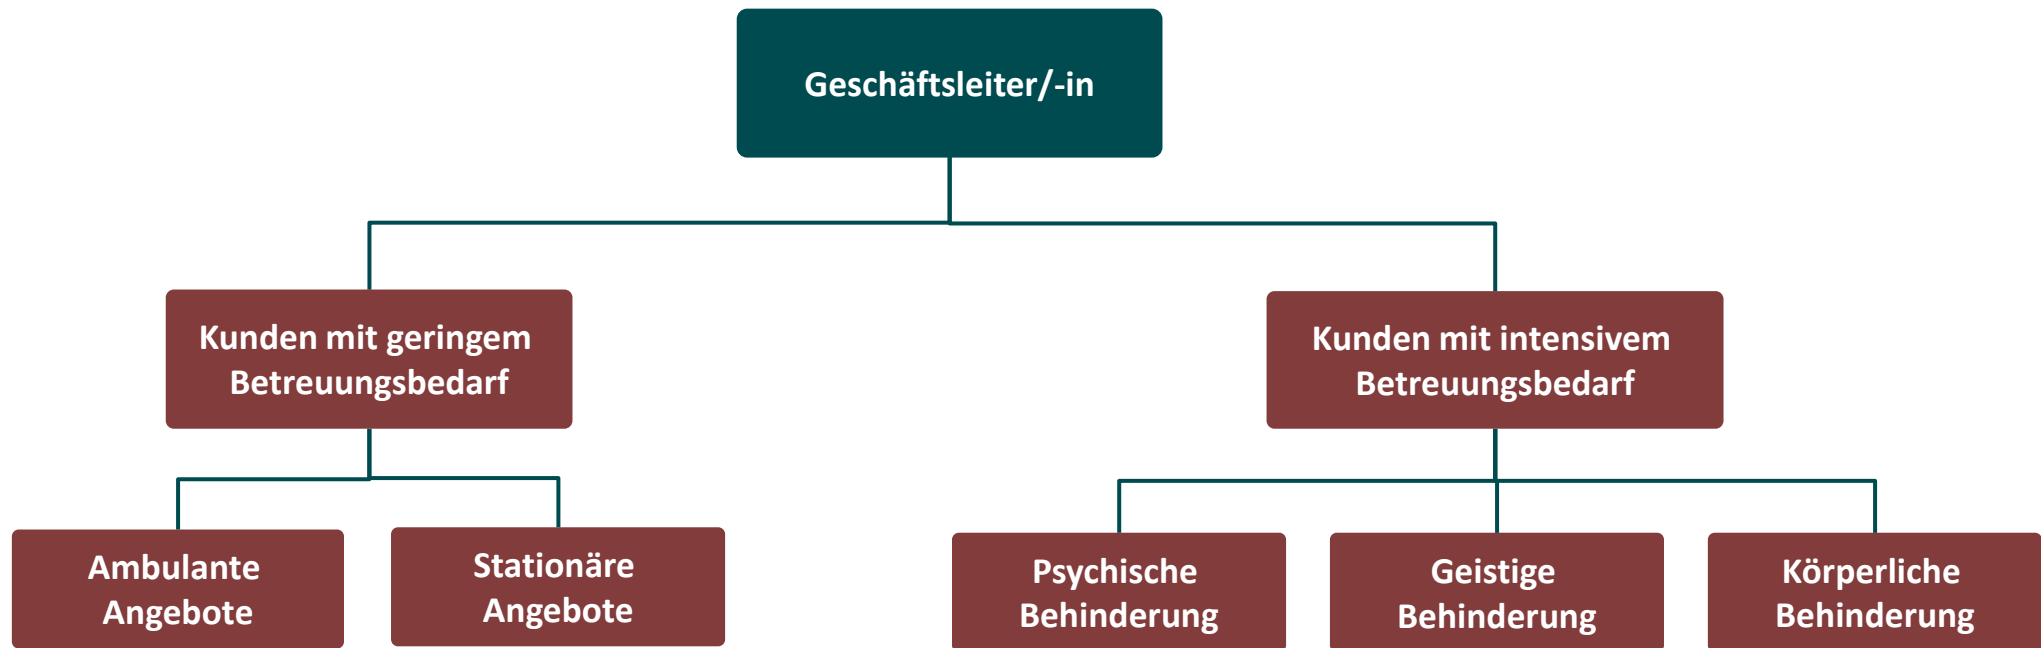 Geschäftsleiter/-in
Kunden mit geringem
Betreuungsbedarf
Kunden mit intensivem
Betreuungsbedarf
Ambulante
Angebote
Stationäre
Angebote
Psychische
Behinderung
Geistige
Behinderung
Körperliche
Behinderung